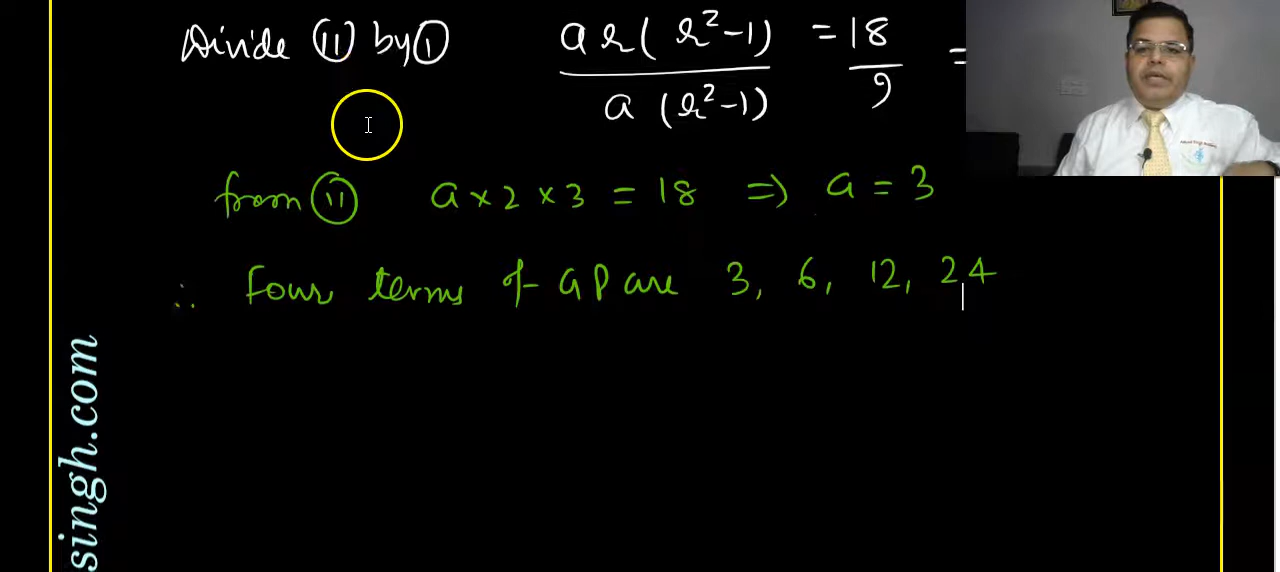 Divide (II) by (I) ar(r²-1) / a(r²-1) = 18/9 =
from (II) a × 2 × 3 = 18 => a = 3
∴ Four terms of GP are 3, 6, 12, 24
singh.com